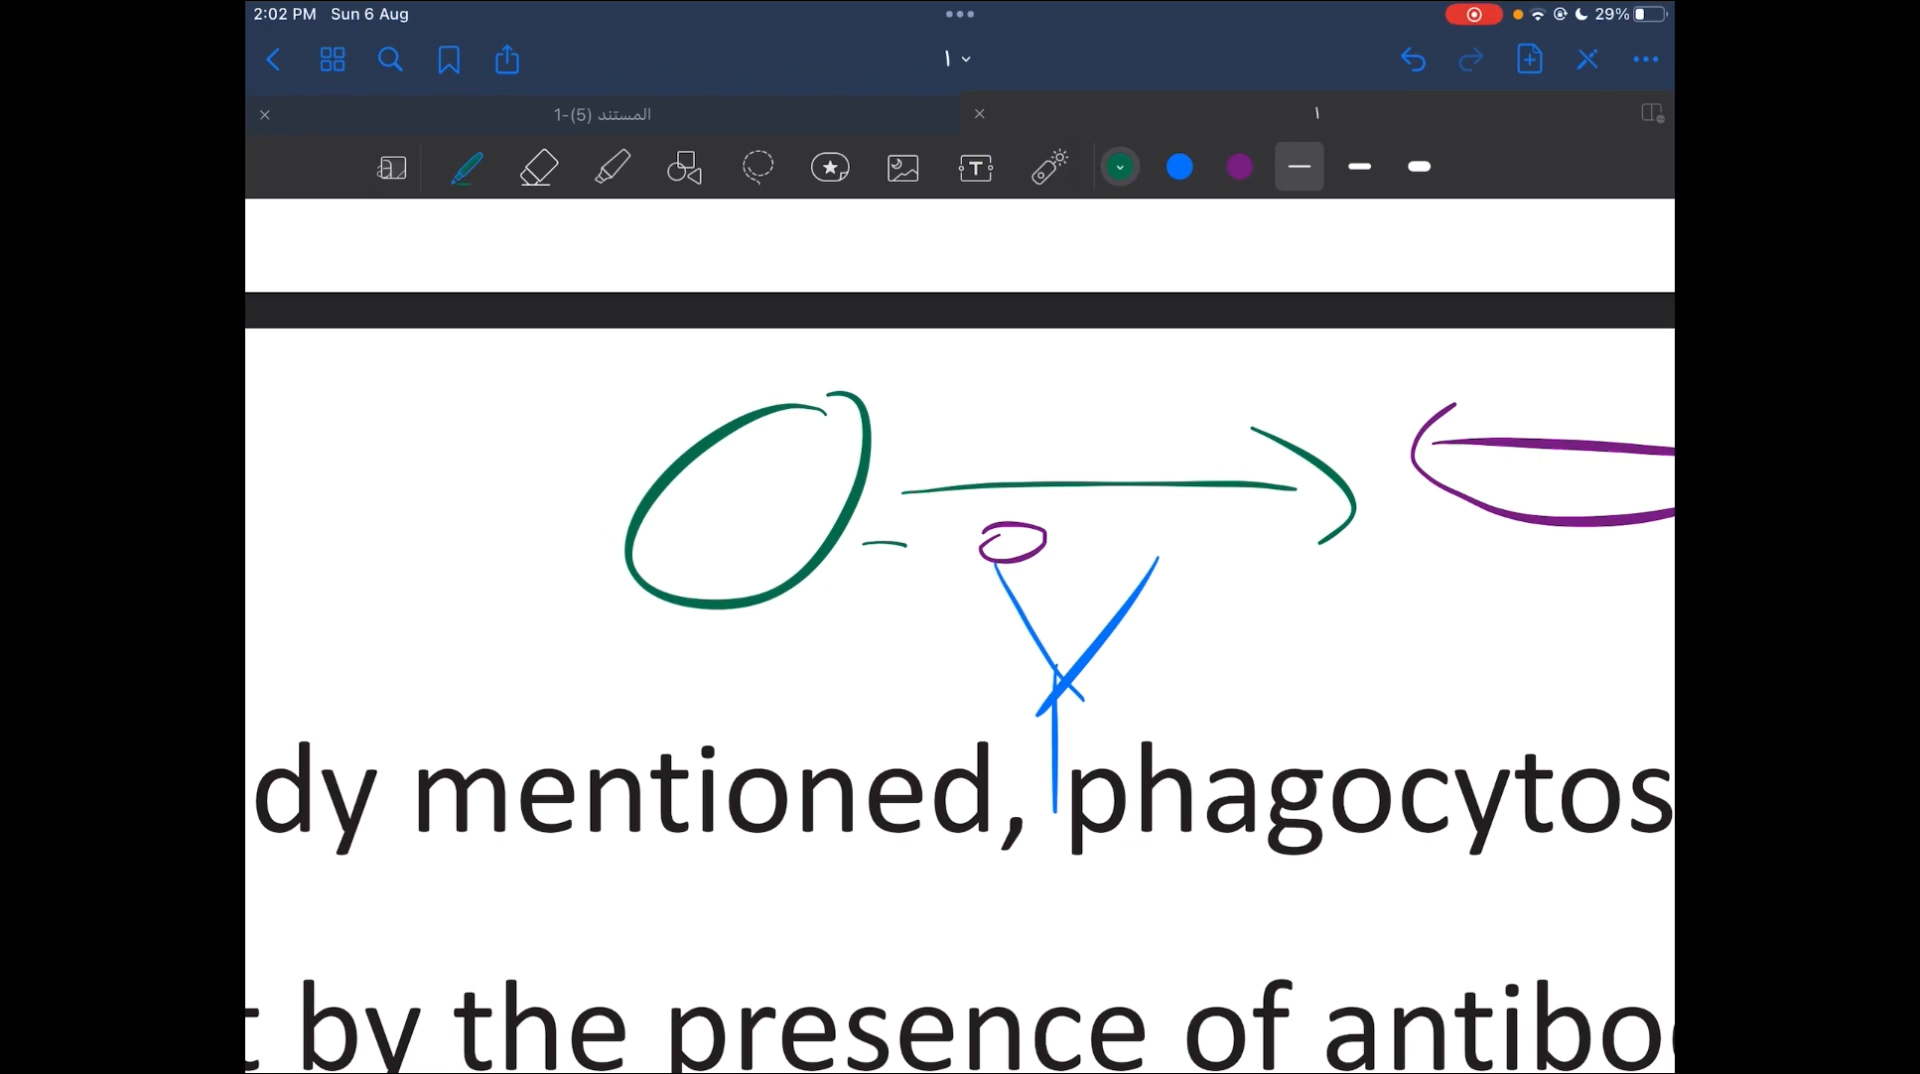 2:02 PM Sun 6 Aug
29%
١
المستند (5)-1
١
dy mentioned, phagocytos
by the presence of antibo